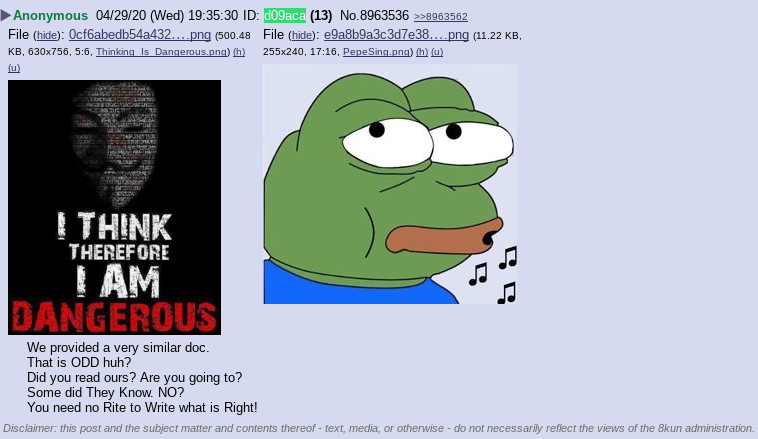 Anonymous 04/29/20 (Wed) 19:35:30 ID: d09aca (13) No.8963536 >>8963562
File (hide): 0cf6abedb54a432….png (500.48 KB, 630x756, 5:6, Thinking_Is_Dangerous.png) (h) (u)
File (hide): e9a8b9a3c3d7e38….png (11.22 KB, 255x240, 17:16, PepeSing.png) (h) (u)
I THINK
THEREFORE
I AM
DANGEROUS
We provided a very similar doc.
That is ODD huh?
Did you read ours? Are you going to?
Some did They Know. NO?
You need no Rite to Write what is Right!
Disclaimer: this post and the subject matter and contents thereof - text, media, or otherwise - do not necessarily reflect the views of the 8kun administration.